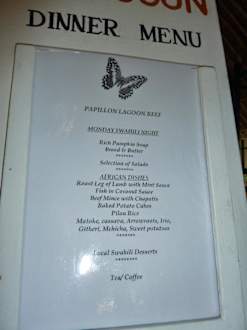 OON
DINNER MENU
PAPILLON LAGOON REEF
MONDAY SWAHILI NIGHT
Rich Pumpkin Soup
Bread & Butter
*******
Selection of Salads
*******
AFRICAN DISHES
Roast Leg of Lamb with Mint Sauce
Fish in Coconut Sauce
Beef Mince with Chapatis
Baked Potato Cakes
Pilau Rice
Matoke, cassava, Arrowroots, Irio,
Githeri, Mchicha, Sweet potatoes
*******
Local Swahili Desserts
*******
Tea/ Coffee